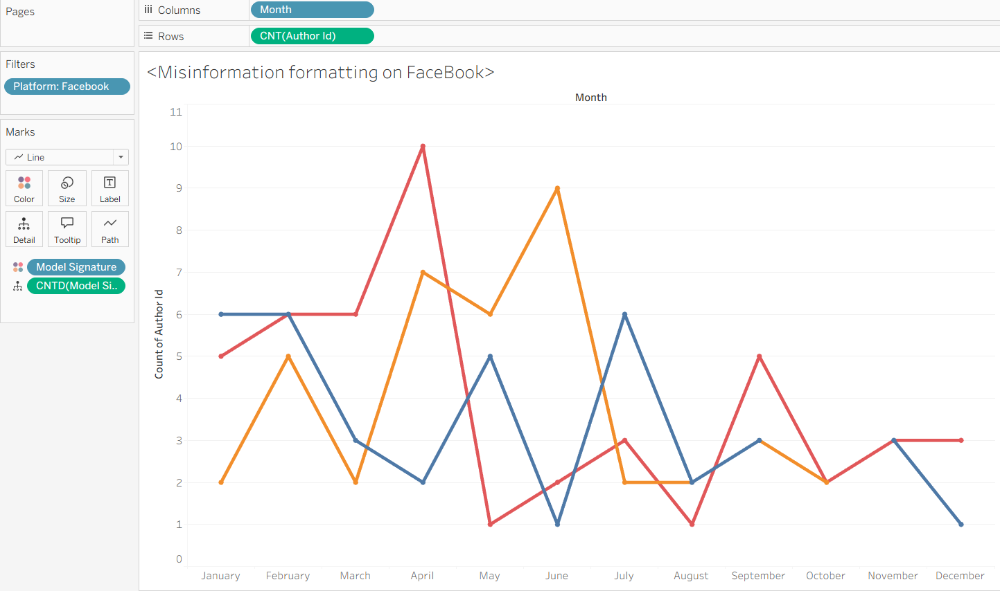 Pages
Columns
Month
Rows
CNT(Author Id)
Filters
Platform: Facebook
Marks
Line
Color
Size
Label
Detail
Tooltip
Path
Model Signature
CNTD(Model Si..
<Misinformation formatting on FaceBook>
Month
Count of Author Id
11
10
9
8
7
6
5
4
3
2
1
0
January February March April May June July August September October November December